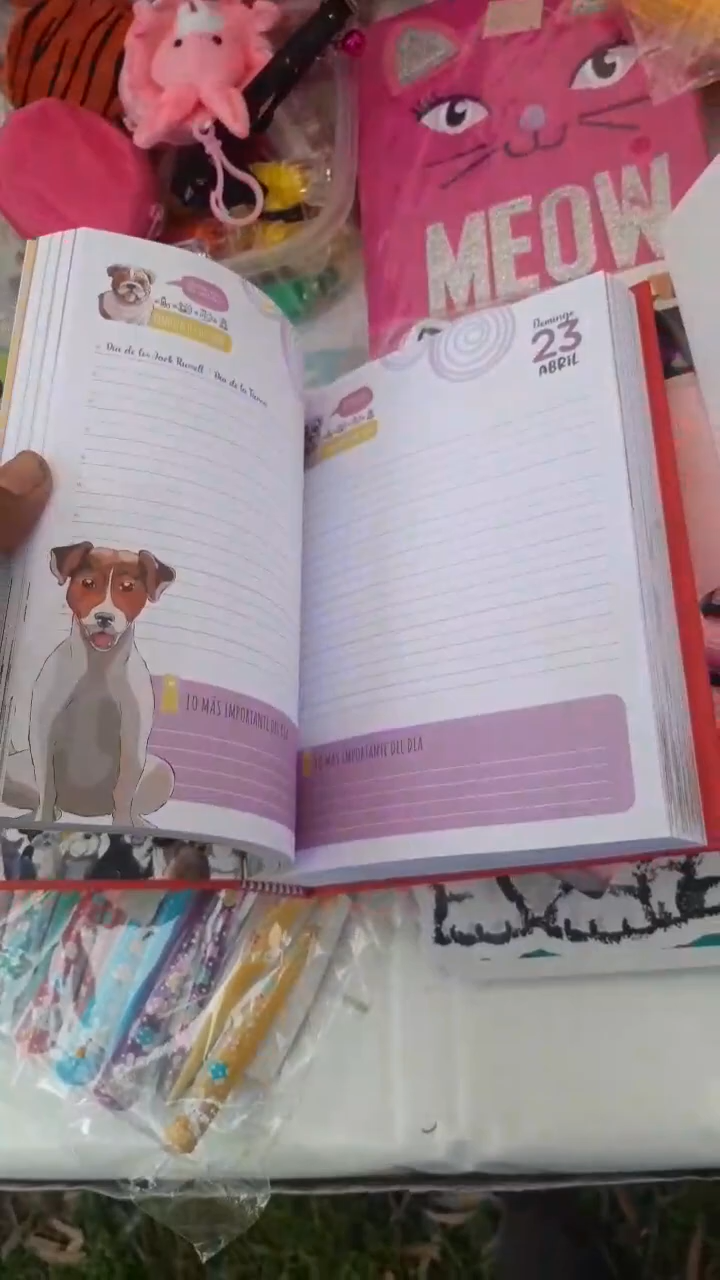 MEOW
Día de los Jack Rusell - Día de la Tierra
LO MÁS IMPORTANTE DEL DÍA
Domingo
23
ABRIL
LO MÁS IMPORTANTE DEL DÍA